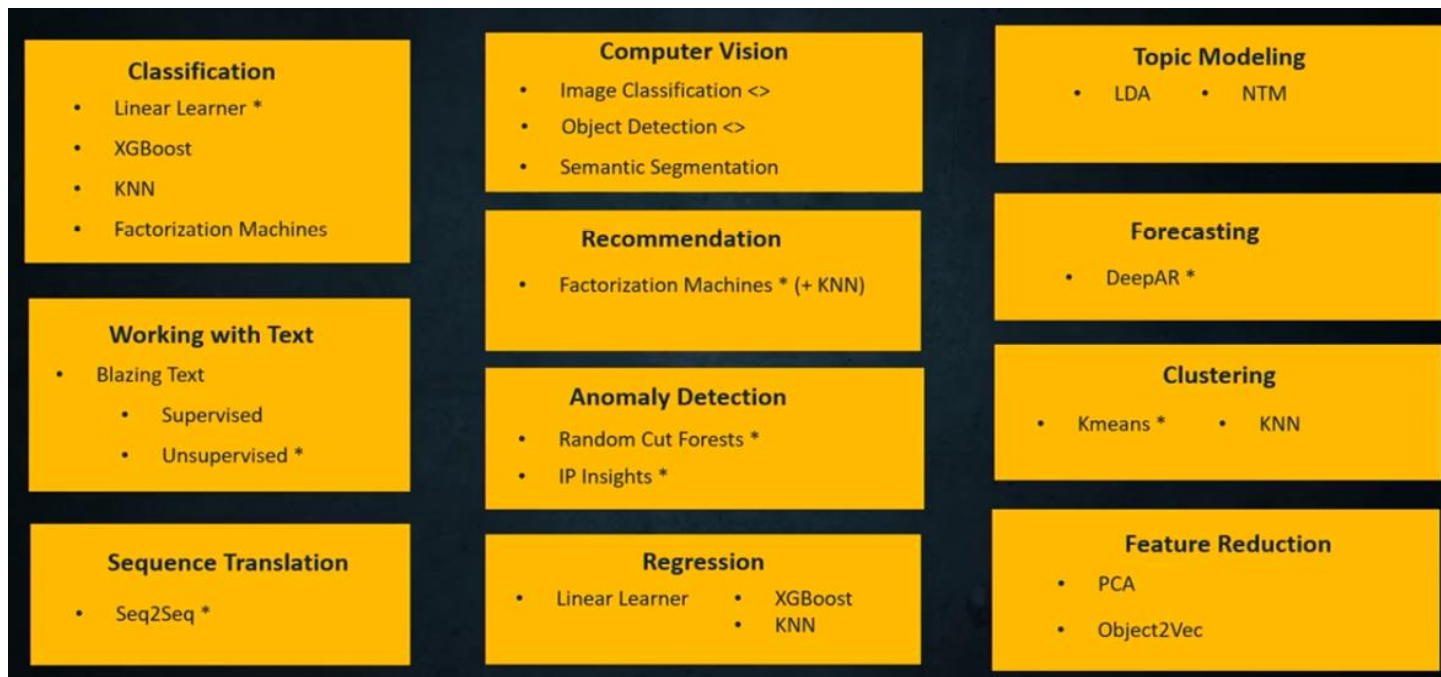 Classification
• Linear Learner *
• XGBoost
• KNN
• Factorization Machines
Working with Text
• Blazing Text
• Supervised
• Unsupervised *
Sequence Translation
• Seq2Seq *
Computer Vision
• Image Classification <>
• Object Detection <>
• Semantic Segmentation
Recommendation
• Factorization Machines * (+ KNN)
Anomaly Detection
• Random Cut Forests *
• IP Insights *
Regression
• Linear Learner • XGBoost
• KNN
Topic Modeling
• LDA • NTM
Forecasting
• DeepAR *
Clustering
• Kmeans * • KNN
Feature Reduction
• PCA
• Object2Vec